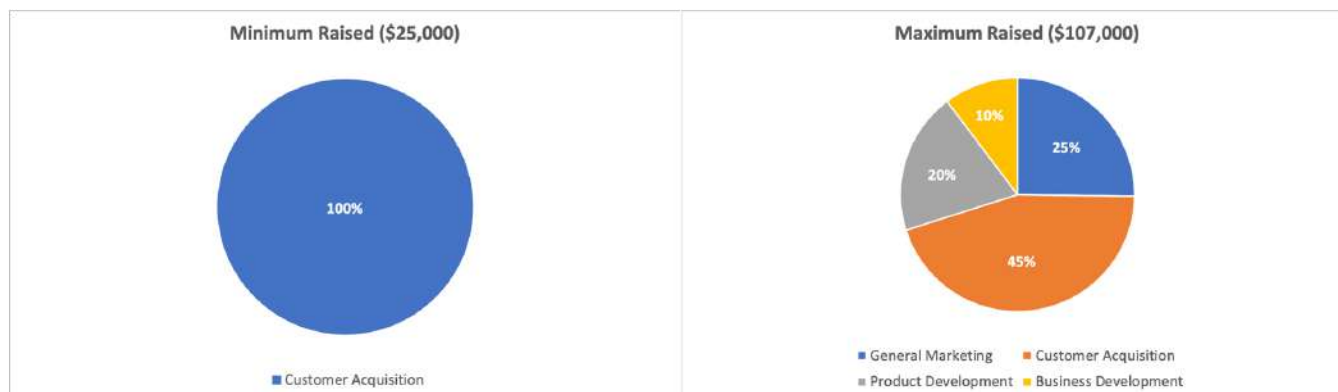 Minimum Raised ($25,000)
100%
Customer Acquisition
Maximum Raised ($107,000)
10%
25%
20%
45%
General Marketing
Customer Acquisition
Product Development
Business Development